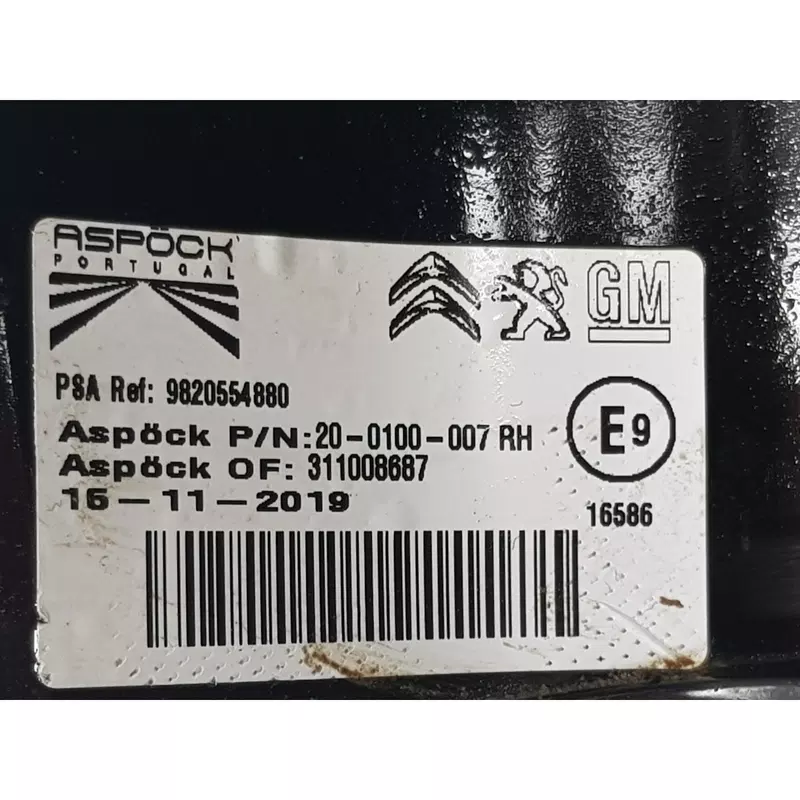 ASPÖCK
PORTUGAL
GM
PSA Ref: 9820554880
Aspöck P/N:20-0100-007 RH
Aspöck OF: 311008687
15-11-2019
E9
16586